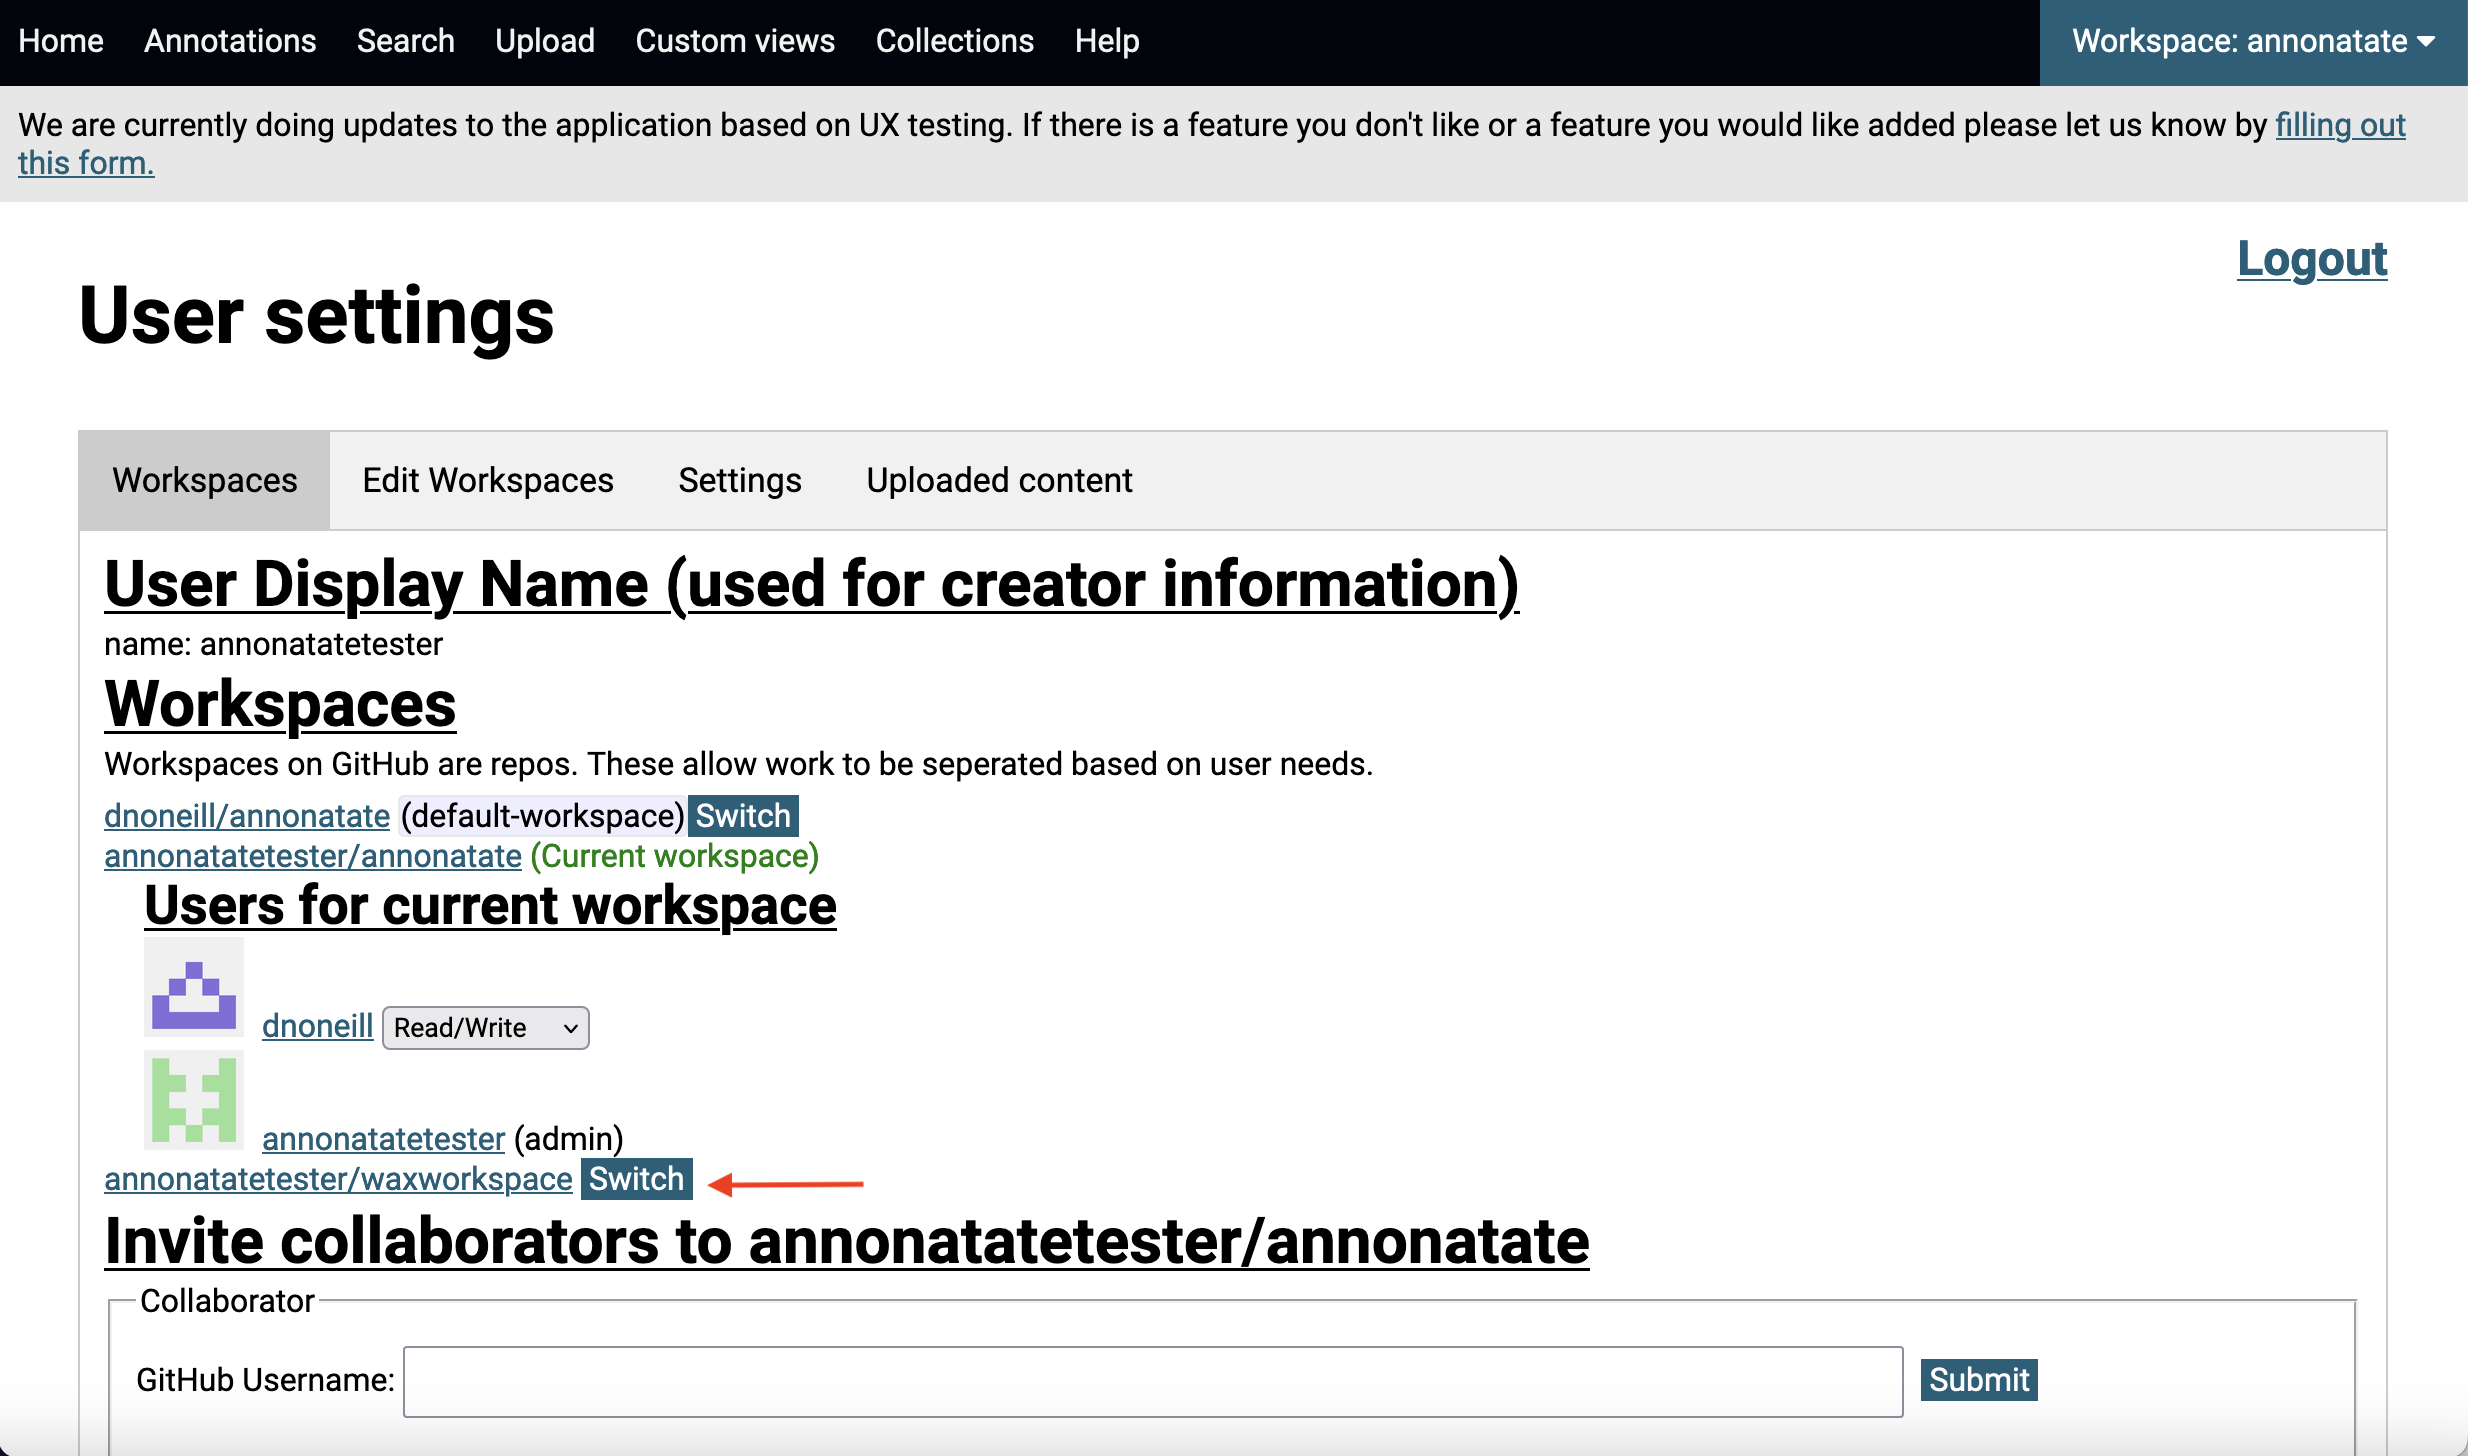 Home Annotations Search Upload Custom views Collections Help Workspace: annonatate
We are currently doing updates to the application based on UX testing. If there is a feature you don't like or a feature you would like added please let us know by filling out
this form.
Logout
User settings
Workspaces Edit Workspaces Settings Uploaded content
User Display Name (used for creator information)
name: annonatatetester
Workspaces
Workspaces on GitHub are repos. These allow work to be seperated based on user needs.
dnoneill/annonatate (default-workspace) Switch
annonatatetester/annonatate (Current workspace)
Users for current workspace
dnoneill Read/Write
annonatatetester (admin)
annonatatetester/waxworkspace Switch
Invite collaborators to annonatatetester/annonatate
Collaborator
GitHub Username: Submit